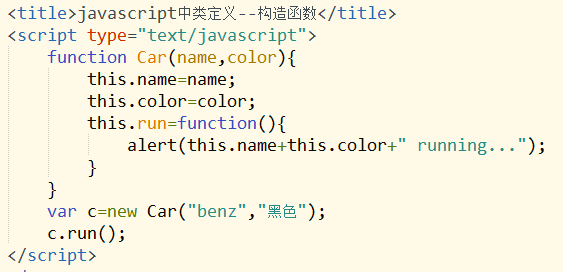 <title>javascript中类定义--构造函数</title>
<script type="text/javascript">
    function Car(name,color){
        this.name=name;
        this.color=color;
        this.run=function(){
            alert(this.name+this.color+" running...");
        }
    }
    var c=new Car("benz","黑色");
    c.run();
</script>